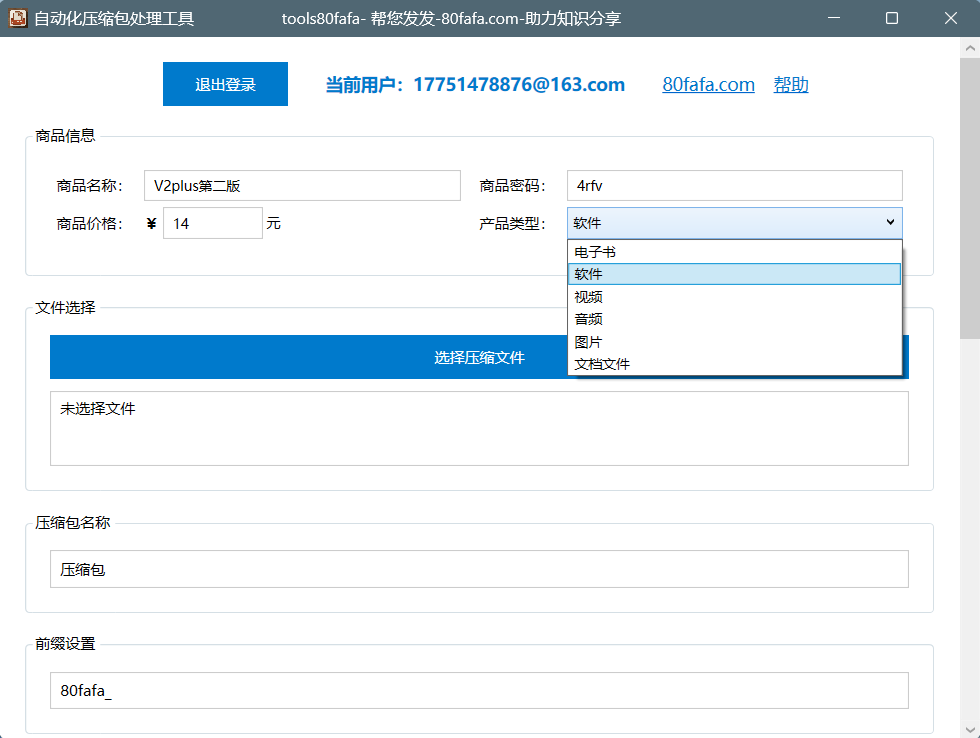 自动化压缩包处理工具 tools80fafa- 帮您发发-80fafa.com-助力知识分享
退出登录 当前用户：17751478876@163.com 80fafa.com 帮助
商品信息
商品名称： V2plus第二版 商品密码： 4rfv
商品价格： ¥ 14 元 产品类型： 软件
电子书
软件
视频
音频
图片
文档文件
文件选择
选择压缩文件
未选择文件
压缩包名称
压缩包
前缀设置
80fafa_